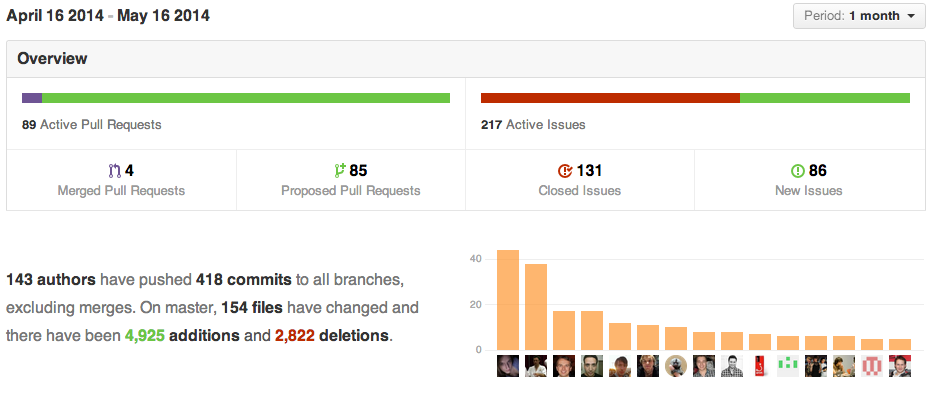 April 16 2014 - May 16 2014
Period: 1 month
Overview
89 Active Pull Requests
217 Active Issues
4
Merged Pull Requests
85
Proposed Pull Requests
131
Closed Issues
86
New Issues
143 authors have pushed 418 commits to all branches,
excluding merges. On master, 154 files have changed and
there have been 4,925 additions and 2,822 deletions.
40
20
0